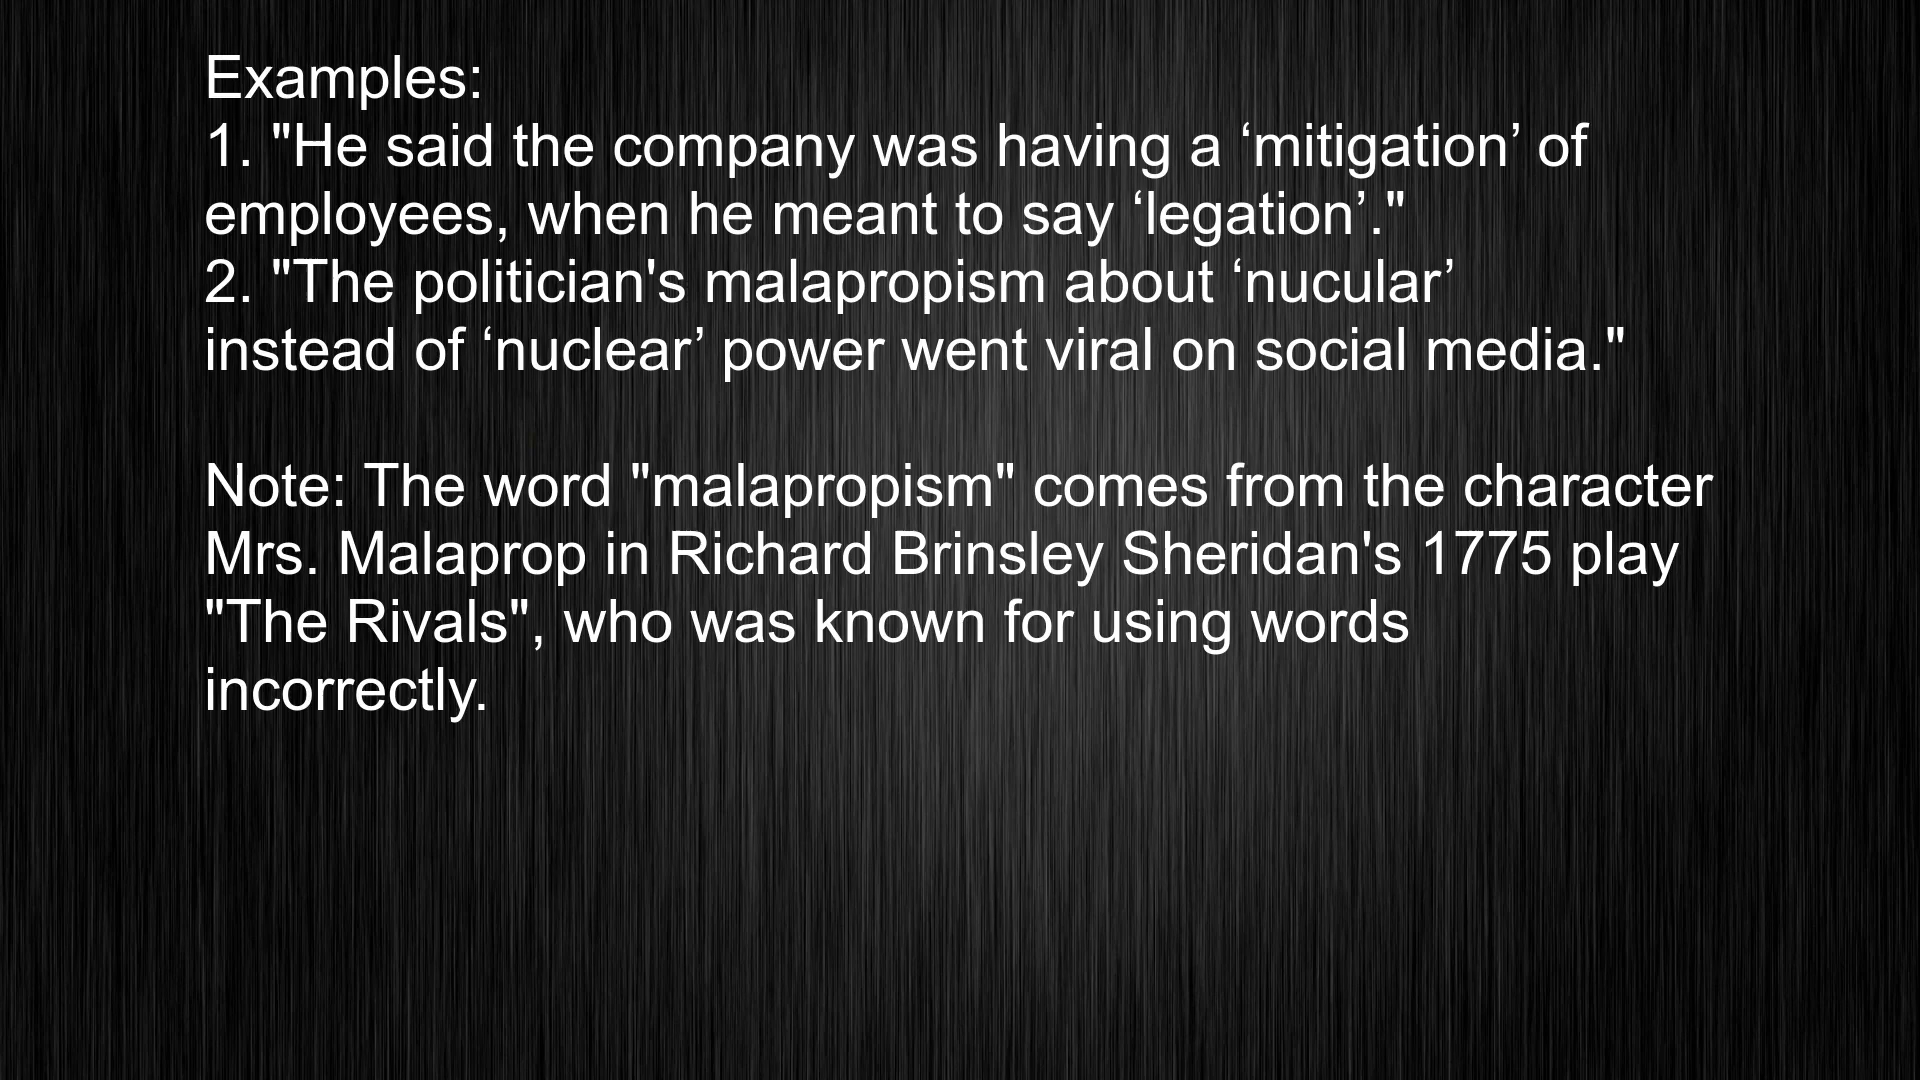 Examples:
1. "He said the company was having a ‘mitigation’ of
employees, when he meant to say ‘legation’."
2. "The politician's malapropism about ‘nucular’
instead of ‘nuclear’ power went viral on social media."
Note: The word "malapropism" comes from the character
Mrs. Malaprop in Richard Brinsley Sheridan's 1775 play
"The Rivals", who was known for using words
incorrectly.